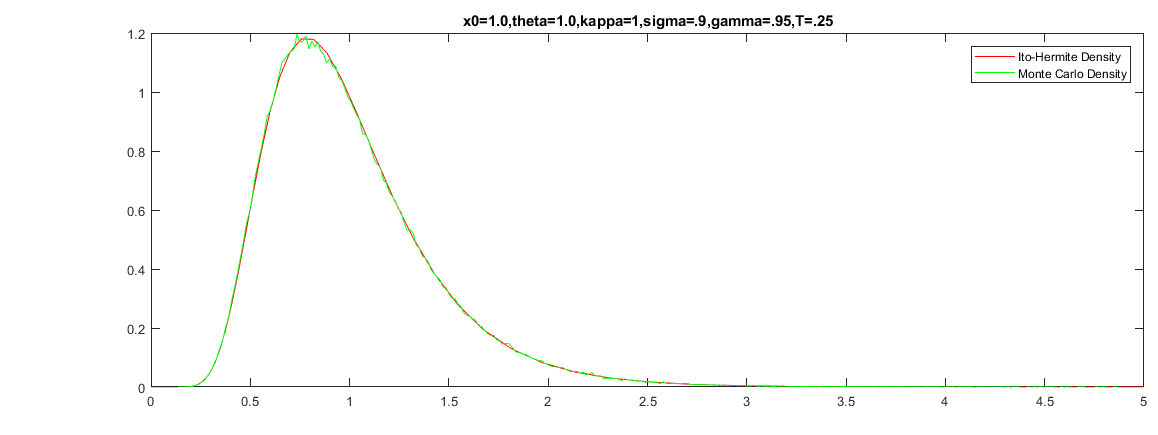 x0=1.0,theta=1.0,kappa=1,sigma=.9,gamma=.95,T=.25
Ito-Hermite Density
Monte Carlo Density
1.2
1
0.8
0.6
0.4
0.2
0
0 0.5 1 1.5 2 2.5 3 3.5 4 4.5 5